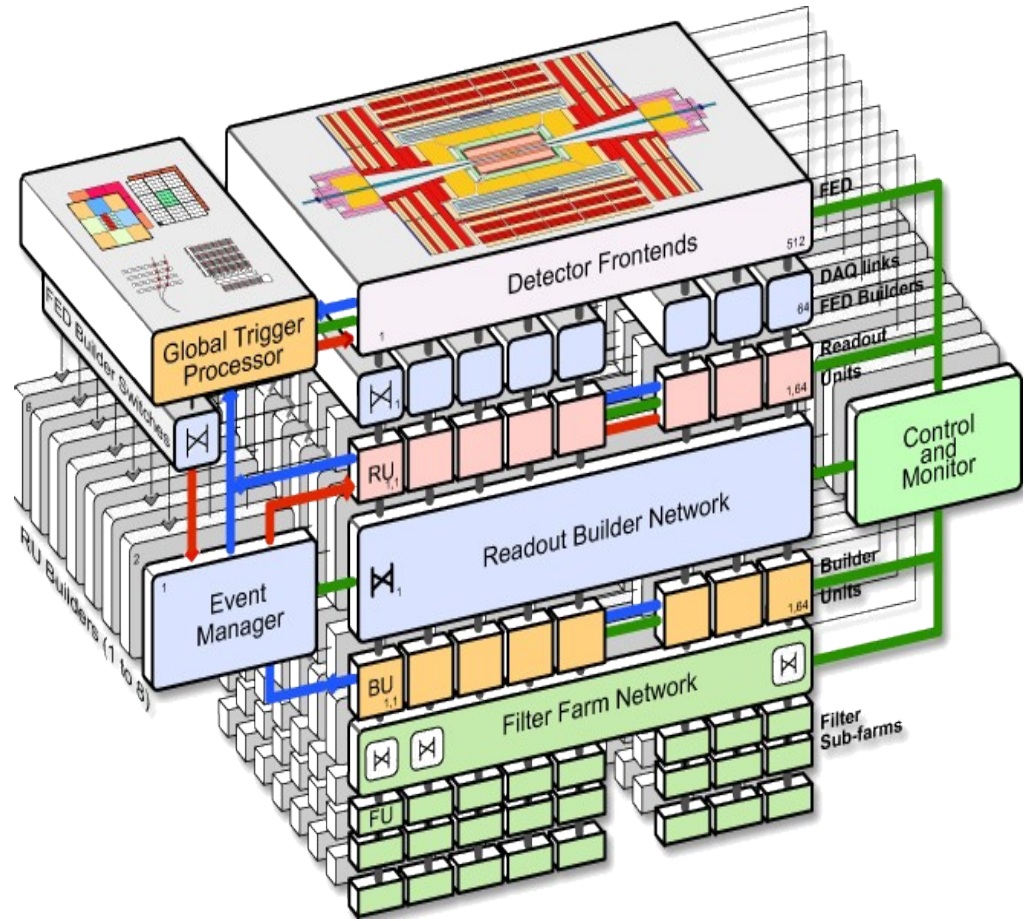 FED
512
Detector Frontends
1
DAQ links
64
FED Builders
Global Trigger
Processor
FED Builder Switches
1
Readout
Units
1,64
RU
1,1
Control
and
Monitor
Readout Builder Network
1
8
2
RU Builders (1 to 8)
1
Event
Manager
Builder
Units
1,64
BU
1,1
Filter Farm Network
Filter
Sub-farms
FU